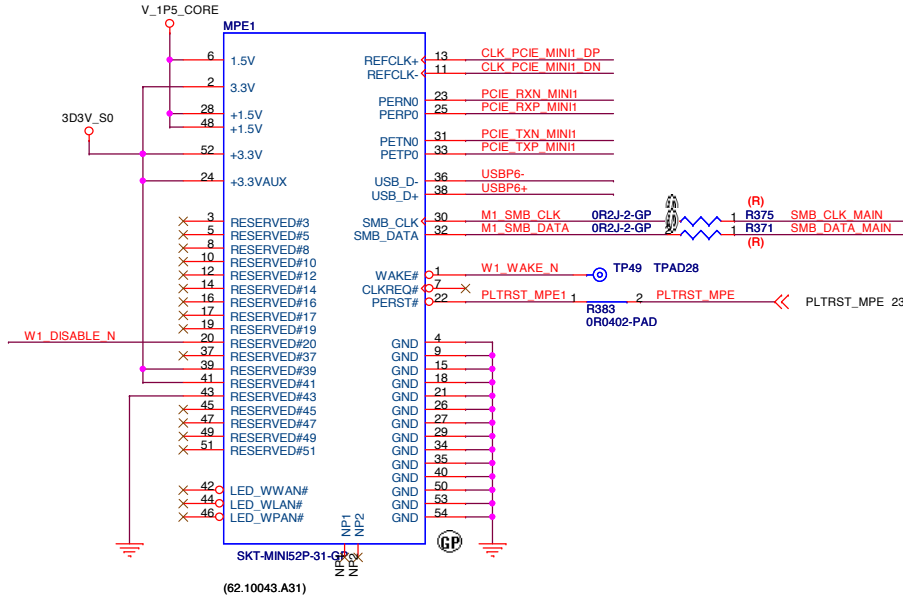 V_1P5_CORE
MPE1
6 1.5V REFCLK+ 13 CLK_PCIE_MINI1_DP
REFCLK- 11 CLK_PCIE_MINI1_DN
2 3.3V
PERN0 23 PCIE_RXN_MINI1
28 +1.5V PERP0 25 PCIE_RXP_MINI1
3D3V_S0
48 +1.5V
PETN0 31 PCIE_TXN_MINI1
52 +3.3V PETP0 33 PCIE_TXP_MINI1
24 +3.3VAUX USB_D- 36 USBP6-
USB_D+ 38 USBP6+
(R)
3 RESERVED#3 SMB_CLK 30 M1_SMB_CLK 0R2J-2-GP 1 R375 SMB_CLK_MAIN
5 RESERVED#5 SMB_DATA 32 M1_SMB_DATA 0R2J-2-GP 2 1 R371 SMB_DATA_MAIN
(R)
8 RESERVED#8
10 RESERVED#10
12 RESERVED#12 WAKE# 1 W1_WAKE_N TP49 TPAD28
14 RESERVED#14 CLKREQ# 7
16 RESERVED#16 PERST# 22 PLTRST_MPE1 1 2 PLTRST_MPE PLTRST_MPE 23
17 RESERVED#17 R383
19 RESERVED#19 0R0402-PAD
W1_DISABLE_N 20 RESERVED#20 GND 4
37 RESERVED#37 GND 9
39 RESERVED#39 GND 15
41 RESERVED#41 GND 18
43 RESERVED#43 GND 21
45 RESERVED#45 GND 26
47 RESERVED#47 GND 27
49 RESERVED#49 GND 29
51 RESERVED#51 GND 34
GND 35
GND 40
42 LED_WWAN# GND 50
44 LED_WLAN# GND 53
46 LED_WPAN# GND 54
NP1
NP2
GP
SKT-MINI52P-31-GP
(62.10043.A31)